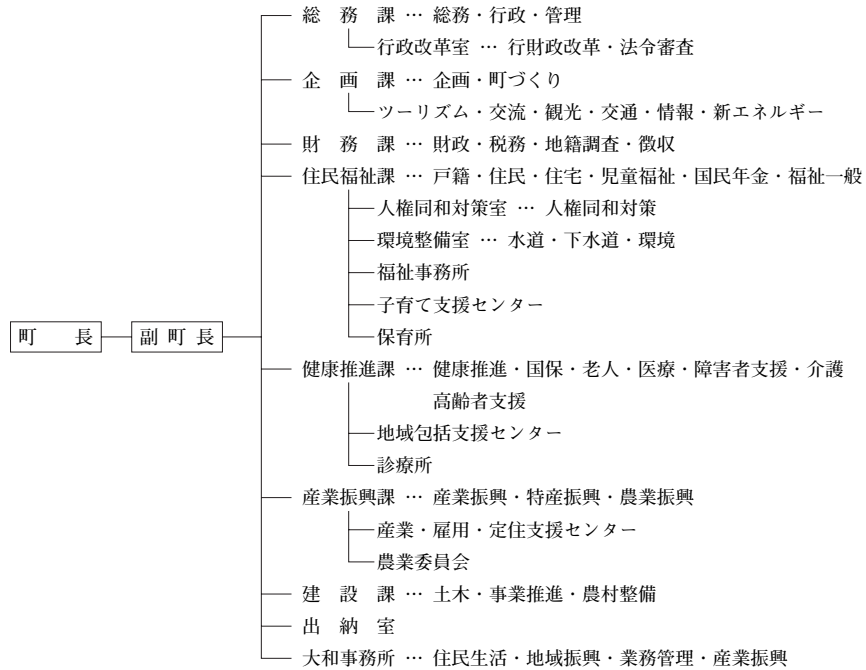 総務課 … 総務・行政・管理
行政改革室 … 行財政改革・法令審査
企画課 … 企画・町づくり
ツーリズム・交流・観光・交通・情報・新エネルギー
財務課 … 財政・税務・地籍調査・徴収
住民福祉課 … 戸籍・住民・住宅・児童福祉・国民年金・福祉一般
人権同和対策室 … 人権同和対策
環境整備室 … 水道・下水道・環境
福祉事務所
子育て支援センター
町長 副町長
保育所
健康推進課 … 健康推進・国保・老人・医療・障害者支援・介護
高齢者支援
地域包括支援センター
診療所
産業振興課 … 産業振興・特産振興・農業振興
産業・雇用・定住支援センター
農業委員会
建設課 … 土木・事業推進・農村整備
出納室
大和事務所 … 住民生活・地域振興・業務管理・産業振興